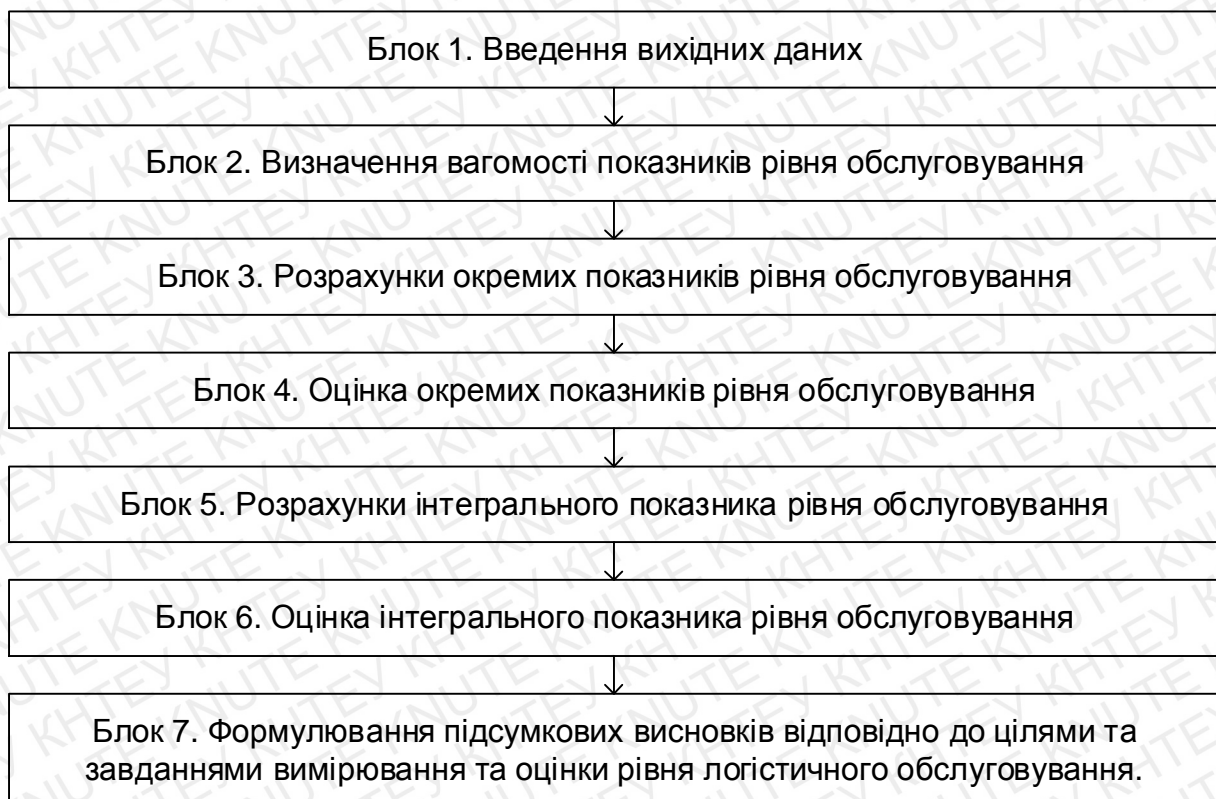 Блок 1. Введення вихідних даних
Блок 2. Визначення вагомості показників рівня обслуговування
Блок 3. Розрахунки окремих показників рівня обслуговування
Блок 4. Оцінка окремих показників рівня обслуговування
Блок 5. Розрахунки інтегрального показника рівня обслуговування
Блок 6. Оцінка інтегрального показника рівня обслуговування
Блок 7. Формулювання підсумкових висновків відповідно до цілями та
завданнями вимірювання та оцінки рівня логістичного обслуговування.